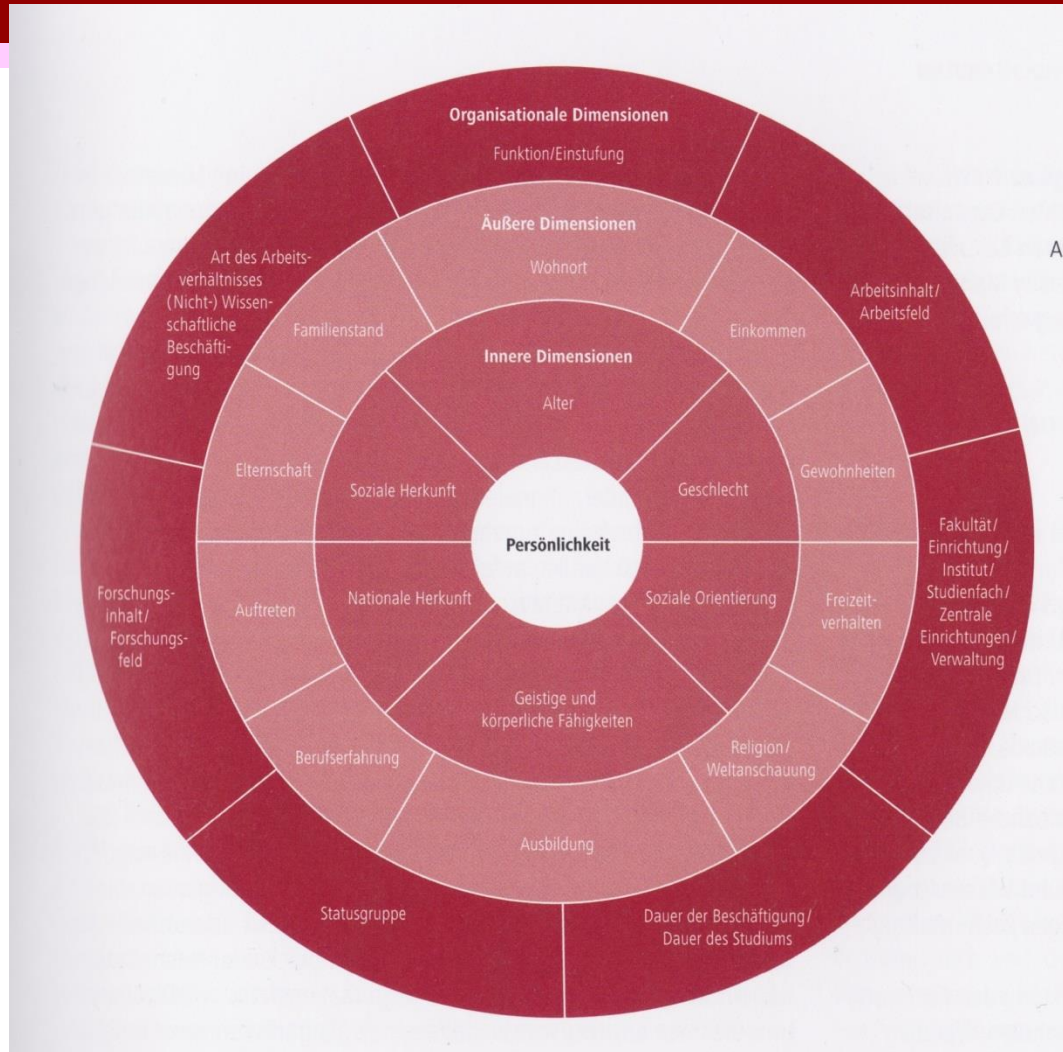 Organisationale Dimensionen
Funktion/Einstufung
Arbeitsinhalt/
Arbeitsfeld
Fakultät/
Einrichtung/
Institut/
Studienfach/
Zentrale
Einrichtungen/
Verwaltung
Dauer der Beschäftigung/
Dauer des Studiums
Statusgruppe
Forschungs-
inhalt/
Forschungs-
feld
Art des Arbeits-
verhältnisses
(Nicht-) Wissen-
schaftliche
Beschäfti-
gung
Äußere Dimensionen
Wohnort
Einkommen
Gewohnheiten
Freizeit-
verhalten
Religion/
Weltanschauung
Ausbildung
Berufserfahrung
Auftreten
Elternschaft
Familienstand
Innere Dimensionen
Alter
Geschlecht
Soziale Orientierung
Geistige und
körperliche Fähigkeiten
Nationale Herkunft
Soziale Herkunft
Persönlichkeit
A